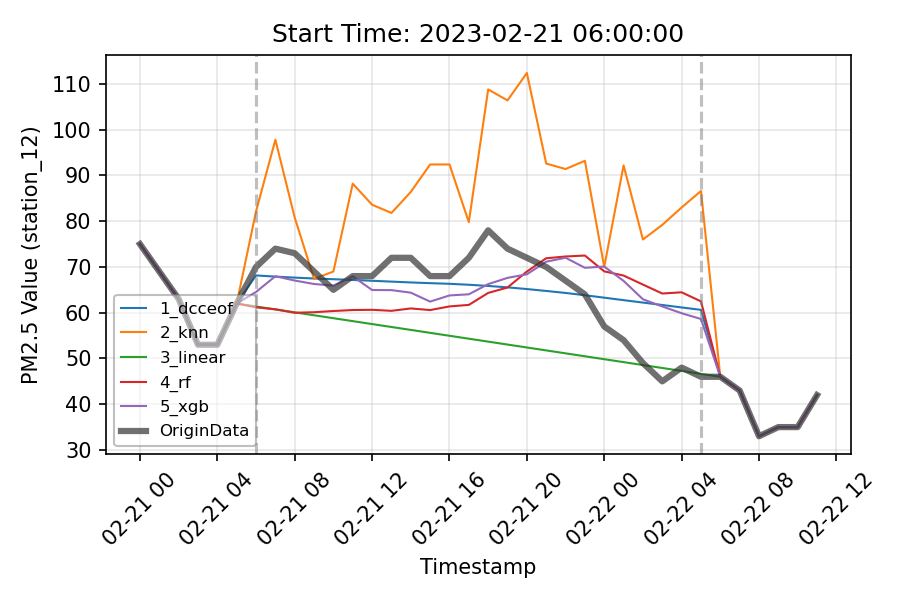 Start Time: 2023-02-21 06:00:00
PM2.5 Value (station_12)
110
100
90
80
70
60
50
40
30
1_dcceof
2_knn
3_linear
4_rf
5_xgb
OriginData
02-21 00
02-21 04
02-21 08
02-21 12
02-21 16
02-21 20
02-22 00
02-22 04
02-22 08
02-22 12
Timestamp